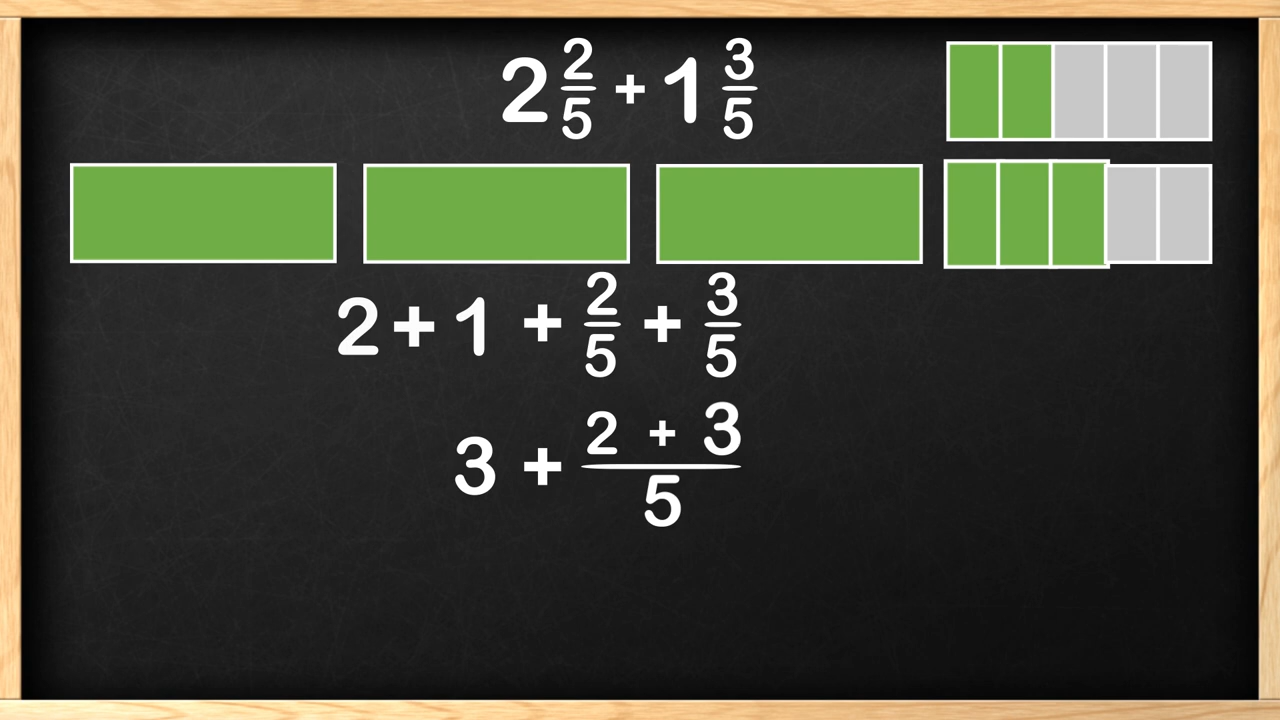 2 2/5 + 1 3/5
2 + 1 + 2/5 + 3/5
3 + (2 + 3)/5